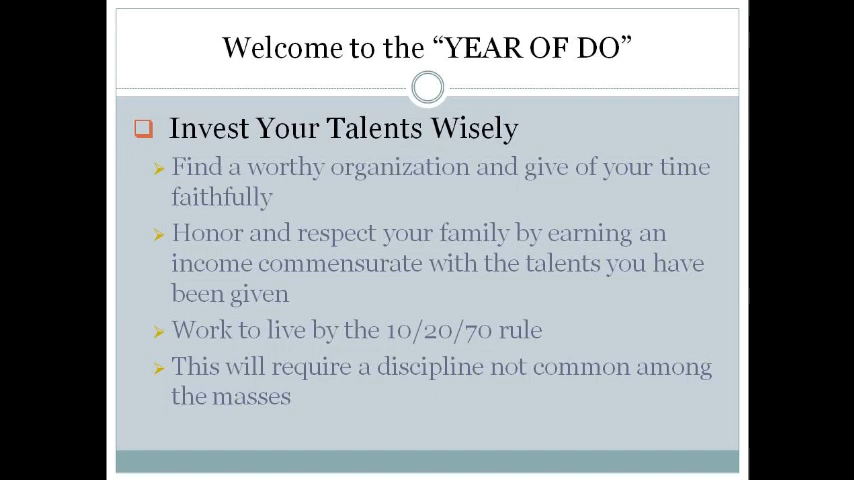 Welcome to the “YEAR OF DO”
Invest Your Talents Wisely
Find a worthy organization and give of your time
faithfully
Honor and respect your family by earning an
income commensurate with the talents you have
been given
Work to live by the 10/20/70 rule
This will require a discipline not common among
the masses